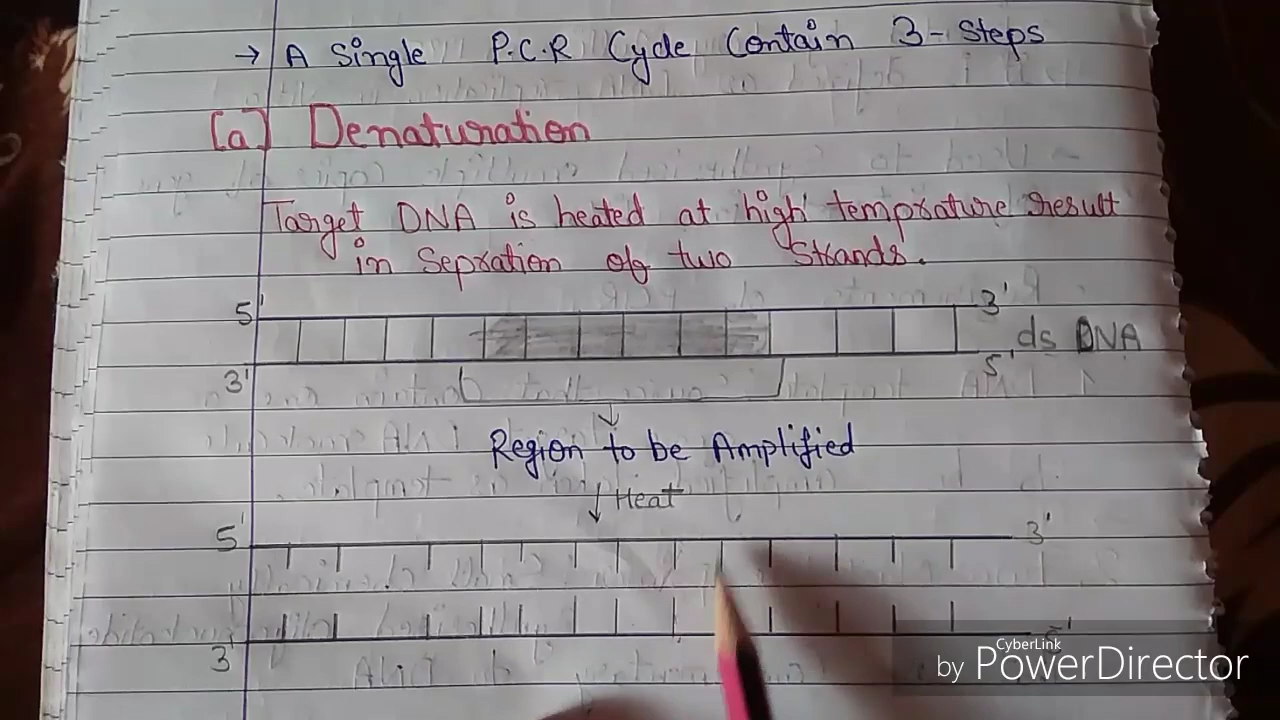 → A Single P.C.R Cycle Contain 3-Steps
[a] Denaturation
Target DNA is heated at high temprature result
in Sepration of two Strands.
5' 3'
ds DNA
3' 5'
Region to be Amplified
↓ Heat
5' 3'
3' 5'
CyberLink
by PowerDirector